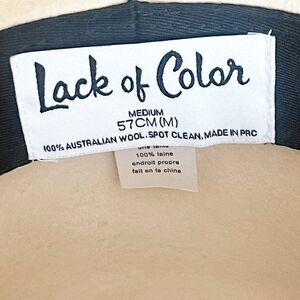 Lack of Color
MEDIUM
57CM (M)
100% AUSTRALIAN WOOL. SPOT CLEAN. MADE IN PRC
100% laine
endroit propre
fait en la chine